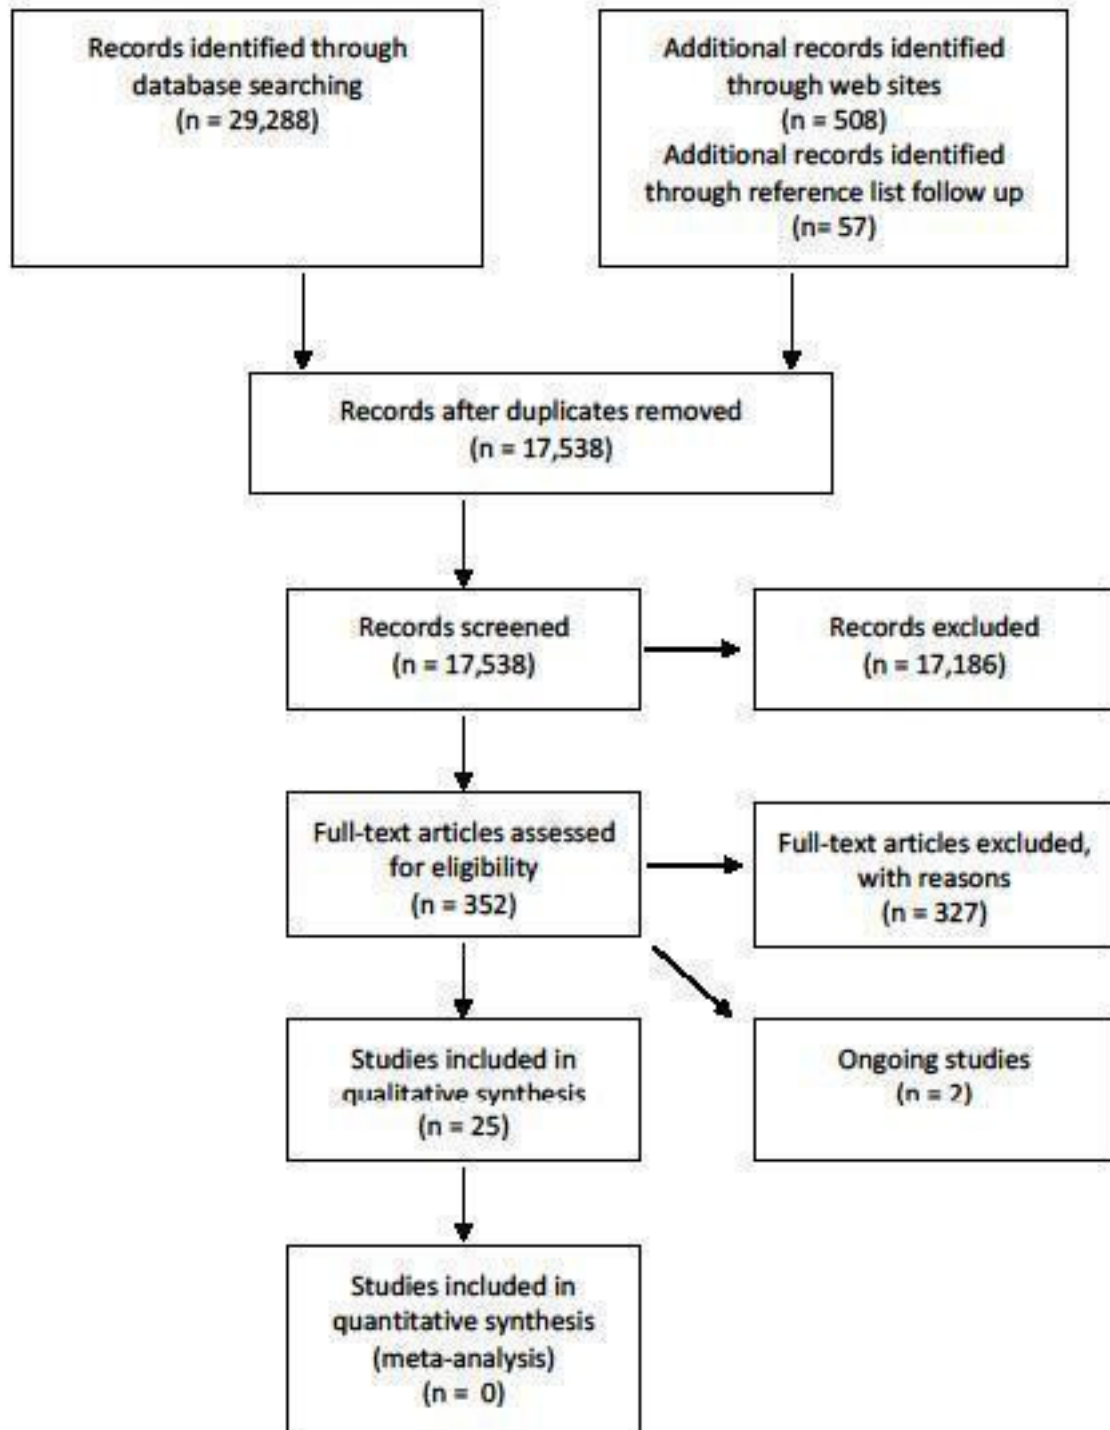 Records identified through
database searching
(n = 29,288)
Additional records identified
through web sites
(n = 508)
Additional records identified
through reference list follow up
(n= 57)
Records after duplicates removed
(n = 17,538)
Records screened
(n = 17,538)
Records excluded
(n = 17,186)
Full-text articles assessed
for eligibility
(n = 352)
Full-text articles excluded,
with reasons
(n = 327)
Studies included in
qualitative synthesis
(n = 25)
Ongoing studies
(n = 2)
Studies included in
quantitative synthesis
(meta-analysis)
(n =  0)